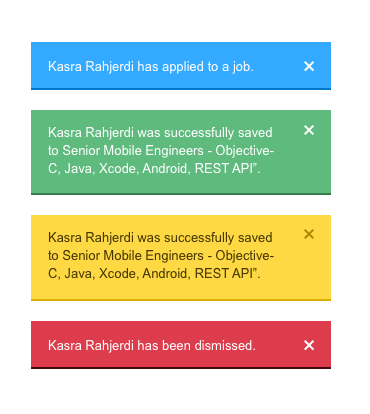 Kasra Rahjerdi has applied to a job.
Kasra Rahjerdi was successfully saved
to Senior Mobile Engineers - Objective-
C, Java, Xcode, Android, REST API”.
Kasra Rahjerdi was successfully saved
to Senior Mobile Engineers - Objective-
C, Java, Xcode, Android, REST API”.
Kasra Rahjerdi has been dismissed.